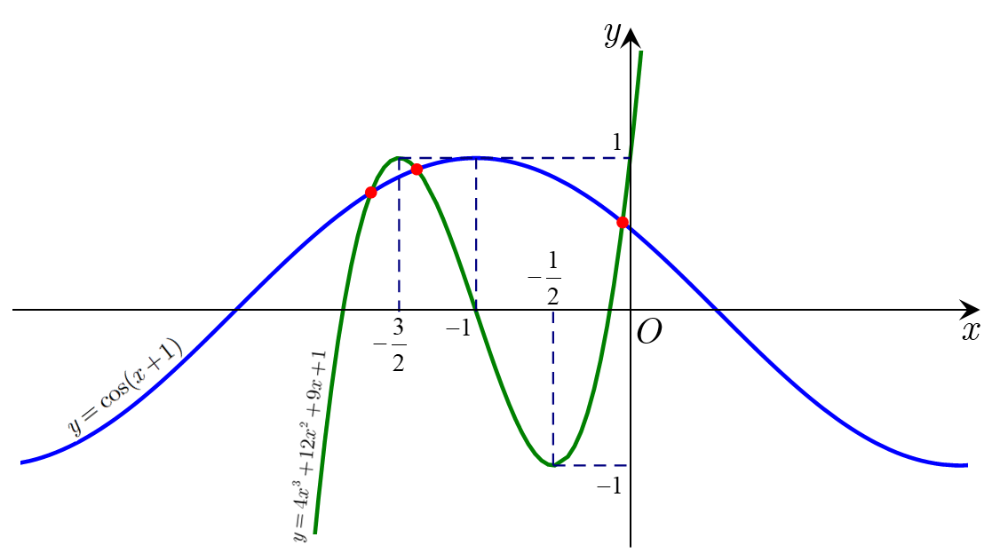 y
1
−1/2
O
x
−1
−3/2
y = cos(x + 1)
y = 4x³ + 12x² + 9x + 1
−1